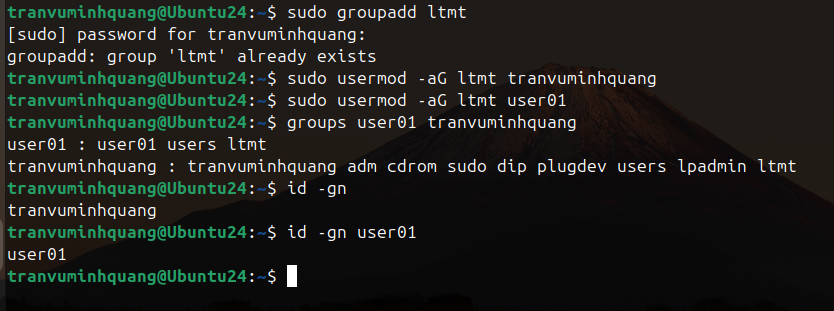 tranvuminhquang@Ubuntu24:~$ sudo groupadd ltmt
[sudo] password for tranvuminhquang:
groupadd: group 'ltmt' already exists
tranvuminhquang@Ubuntu24:~$ sudo usermod -aG ltmt tranvuminhquang
tranvuminhquang@Ubuntu24:~$ sudo usermod -aG ltmt user01
tranvuminhquang@Ubuntu24:~$ groups user01 tranvuminhquang
user01 : user01 users ltmt
tranvuminhquang : tranvuminhquang adm cdrom sudo dip plugdev users lpadmin ltmt
tranvuminhquang@Ubuntu24:~$ id -gn
tranvuminhquang
tranvuminhquang@Ubuntu24:~$ id -gn user01
user01
tranvuminhquang@Ubuntu24:~$